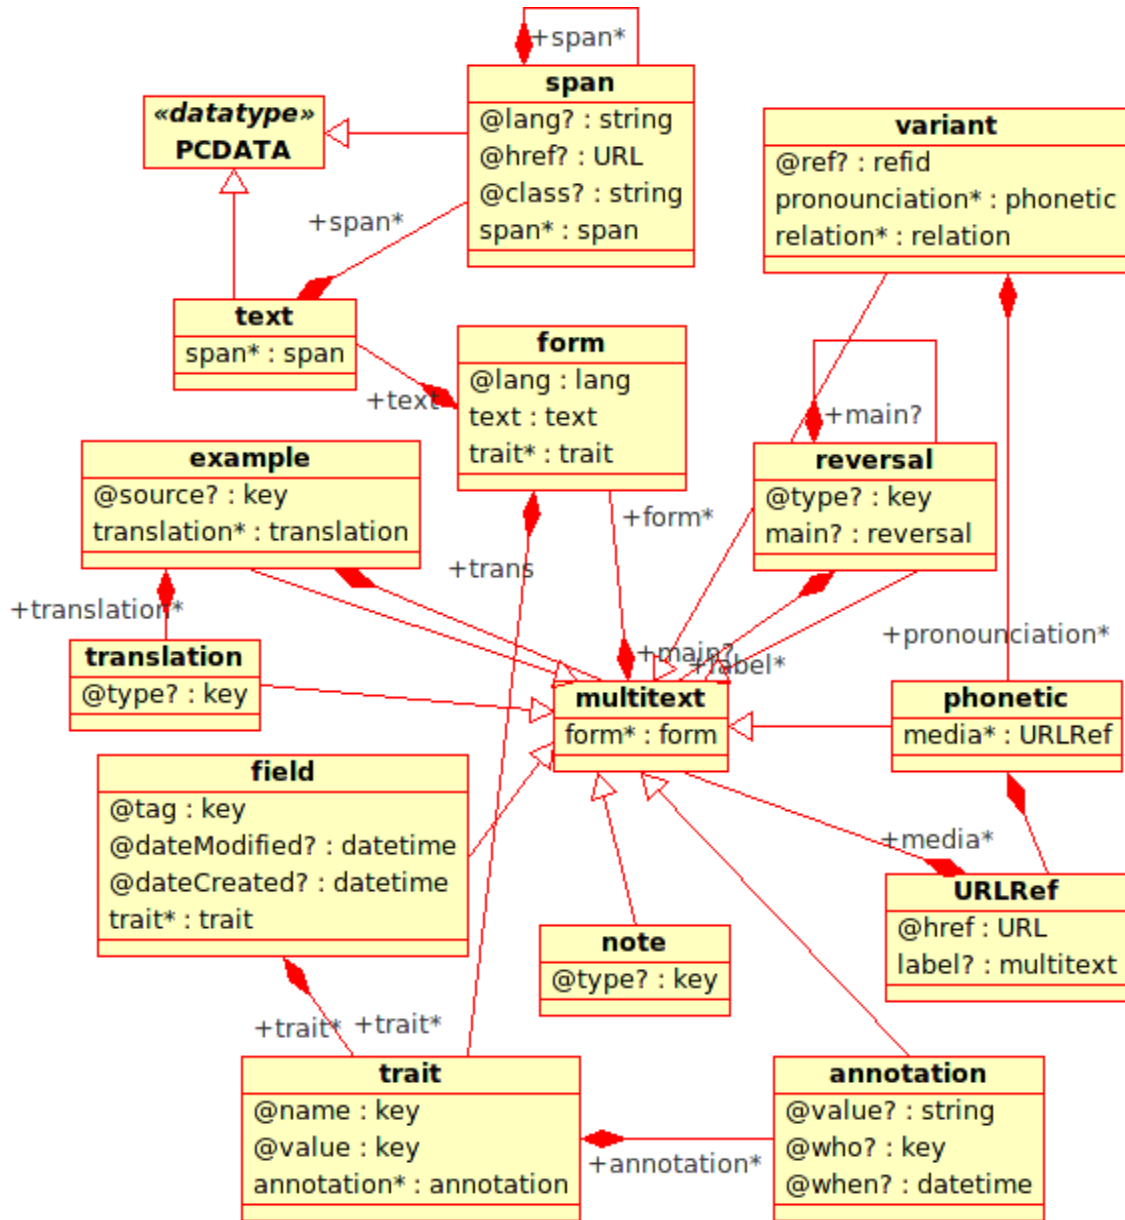 +span*
span
@lang? : string
@href? : URL
@class? : string
span* : span
«datatype»
PCDATA
variant
@ref? : refid
pronounciation* : phonetic
relation* : relation
+span*
text
span* : span
form
@lang : lang
text : text
trait* : trait
+text
+main?
reversal
@type? : key
main? : reversal
example
@source? : key
translation* : translation
+form*
+trans
+translation*
+pronounciation*
+main?
+label*
translation
@type? : key
multitext
form* : form
phonetic
media* : URLRef
field
@tag : key
@dateModified? : datetime
@dateCreated? : datetime
trait* : trait
+media*
URLRef
@href : URL
label? : multitext
note
@type? : key
+trait*
+trait*
trait
@name : key
@value : key
annotation* : annotation
+annotation*
annotation
@value? : string
@who? : key
@when? : datetime